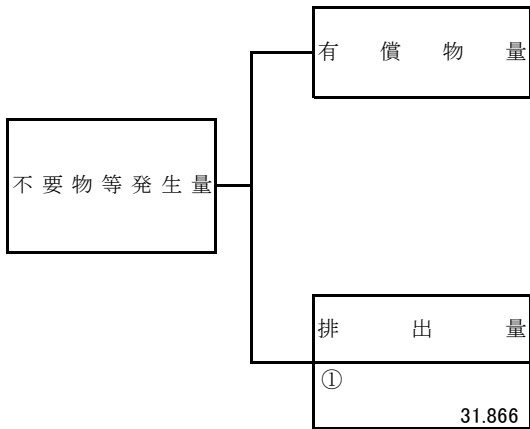 有償物量
不要物等発生量
排出量
①
31.866